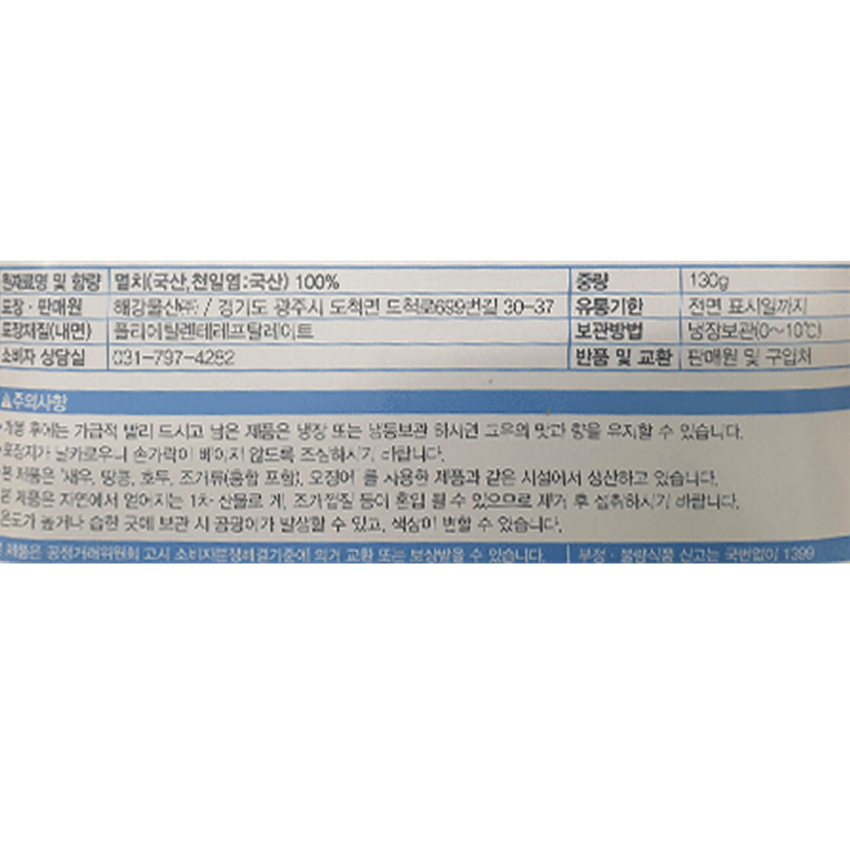 원재료명 및 함량 멸치(국산,천일염:국산) 100% 중량 130g
포장·판매원 해강물산㈜ / 경기도 광주시 도척면 도척로699번길 30-37 유통기한 전면 표시일까지
포장재질(내면) 폴리에틸렌테레프탈레이트 보관방법 냉장보관(0~10℃)
소비자 상담실 031-797-4282 반품 및 교환 판매원 및 구입처
⚠주의사항
·개봉 후에는 가급적 빨리 드시고 남은 제품은 냉장 또는 냉동보관 하시면 고유의 맛과 향을 유지할 수 있습니다.
·포장지가 날카로우니 손가락이 베이지 않도록 조심하시기 바랍니다.
·본 제품은 '새우, 땅콩, 호두, 조개류(홍합 포함), 오징어'를 사용한 제품과 같은 시설에서 생산하고 있습니다.
본 제품은 자연에서 얻어지는 1차 산물로 게, 조개껍질 등이 혼입 될 수 있으므로 제거 후 섭취하시기 바랍니다.
온도가 높거나 습한 곳에 보관 시 곰팡이가 발생할 수 있고, 색상이 변할 수 있습니다.
제품은 공정거래위원회 고시 소비자분쟁해결기준에 의거 교환 또는 보상받을 수 있습니다. 부정·불량식품 신고는 국번없이 1399